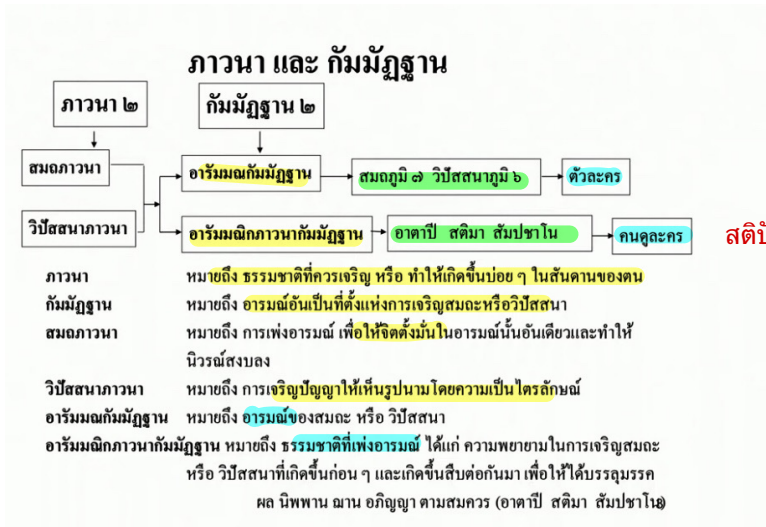 ภาวนา และ กัมมัฏฐาน
ภาวนา ๒
กัมมัฏฐาน ๒
สมถภาวนา
อารัมมณกัมมัฏฐาน
สมถภูมิ ๗ วิปัสสนาภูมิ ๖
ตัวละคร
วิปัสสนาภาวนา
อารัมมณิกภาวนากัมมัฏฐาน
อาตาปี สติมา สัมปชาโน
คนดูละคร
ภาวนา หมายถึง ธรรมชาติที่ควรเจริญ หรือ ทำให้เกิดขึ้นบ่อย ๆ ในสันดานของตน
กัมมัฏฐาน หมายถึง อารมณ์อันเป็นที่ตั้งแห่งการเจริญสมถะหรือวิปัสสนา
สมถภาวนา หมายถึง การเพ่งอารมณ์ เพื่อให้จิตตั้งมั่นในอารมณ์นั้นอันเดียวและทำให้
นิวรณ์สงบลง
วิปัสสนาภาวนา หมายถึง การเจริญปัญญาให้เห็นรูปนามโดยความเป็นไตรลักษณ์
อารัมมณกัมมัฏฐาน หมายถึง อารมณ์ของสมถะ หรือ วิปัสสนา
อารัมมณิกภาวนากัมมัฏฐาน หมายถึง ธรรมชาติที่เพ่งอารมณ์ ได้แก่ ความพยายามในการเจริญสมถะ
หรือ วิปัสสนาที่เกิดขึ้นก่อน ๆ และเกิดขึ้นสืบต่อกันมา เพื่อให้ได้บรรลุมรรค
ผล นิพพาน ฌาน อภิญญา ตามสมควร (อาตาปี สติมา สัมปชาโน)